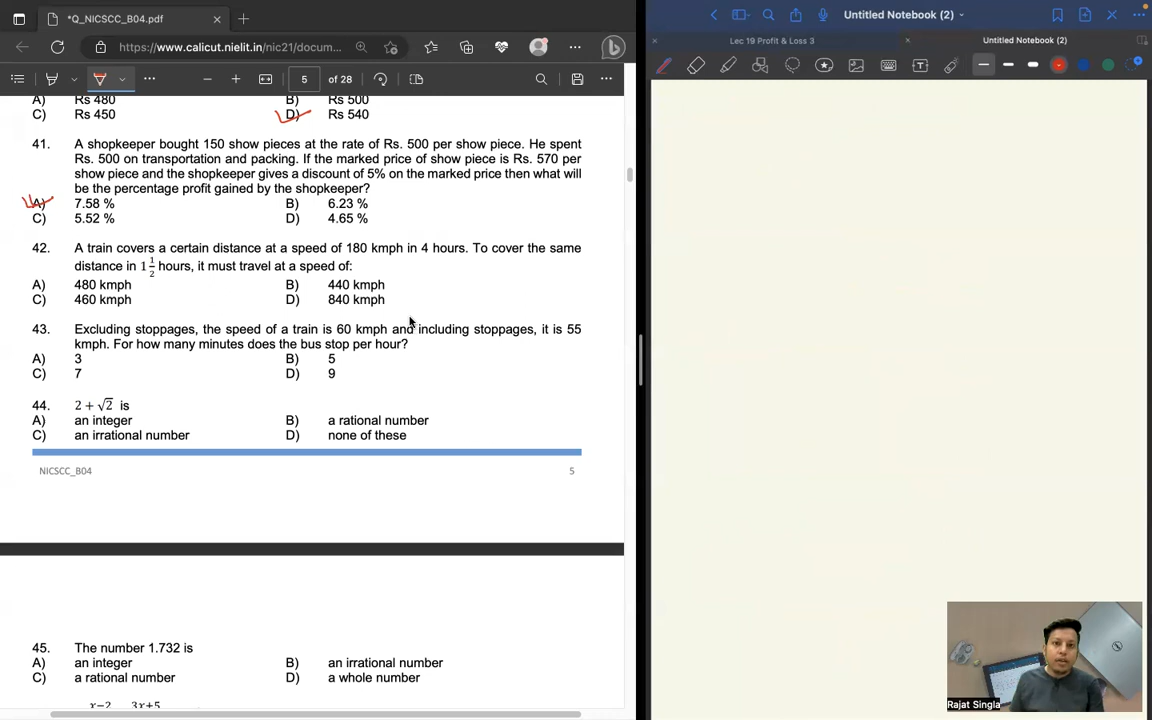 *Q_NICSCC_B04.pdf
https://www.calicut.nielit.in/nic21/docum...
5 of 28
Untitled Notebook (2)
Lec 19 Profit & Loss 3
Untitled Notebook (2)
A) Rs 480 B) Rs 500
C) Rs 450 D) Rs 540
41. A shopkeeper bought 150 show pieces at the rate of Rs. 500 per show piece. He spent
Rs. 500 on transportation and packing. If the marked price of show piece is Rs. 570 per
show piece and the shopkeeper gives a discount of 5% on the marked price then what will
be the percentage profit gained by the shopkeeper?
A) 7.58 % B) 6.23 %
C) 5.52 % D) 4.65 %
42. A train covers a certain distance at a speed of 180 kmph in 4 hours. To cover the same
distance in 1 1/2 hours, it must travel at a speed of:
A) 480 kmph B) 440 kmph
C) 460 kmph D) 840 kmph
43. Excluding stoppages, the speed of a train is 60 kmph and including stoppages, it is 55
kmph. For how many minutes does the bus stop per hour?
A) 3 B) 5
C) 7 D) 9
44. 2 + √2 is
A) an integer B) a rational number
C) an irrational number D) none of these
NICSCC_B04 5
45. The number 1.732 is
A) an integer B) an irrational number
C) a rational number D) a whole number
x−2 3x+5
Rajat Singla